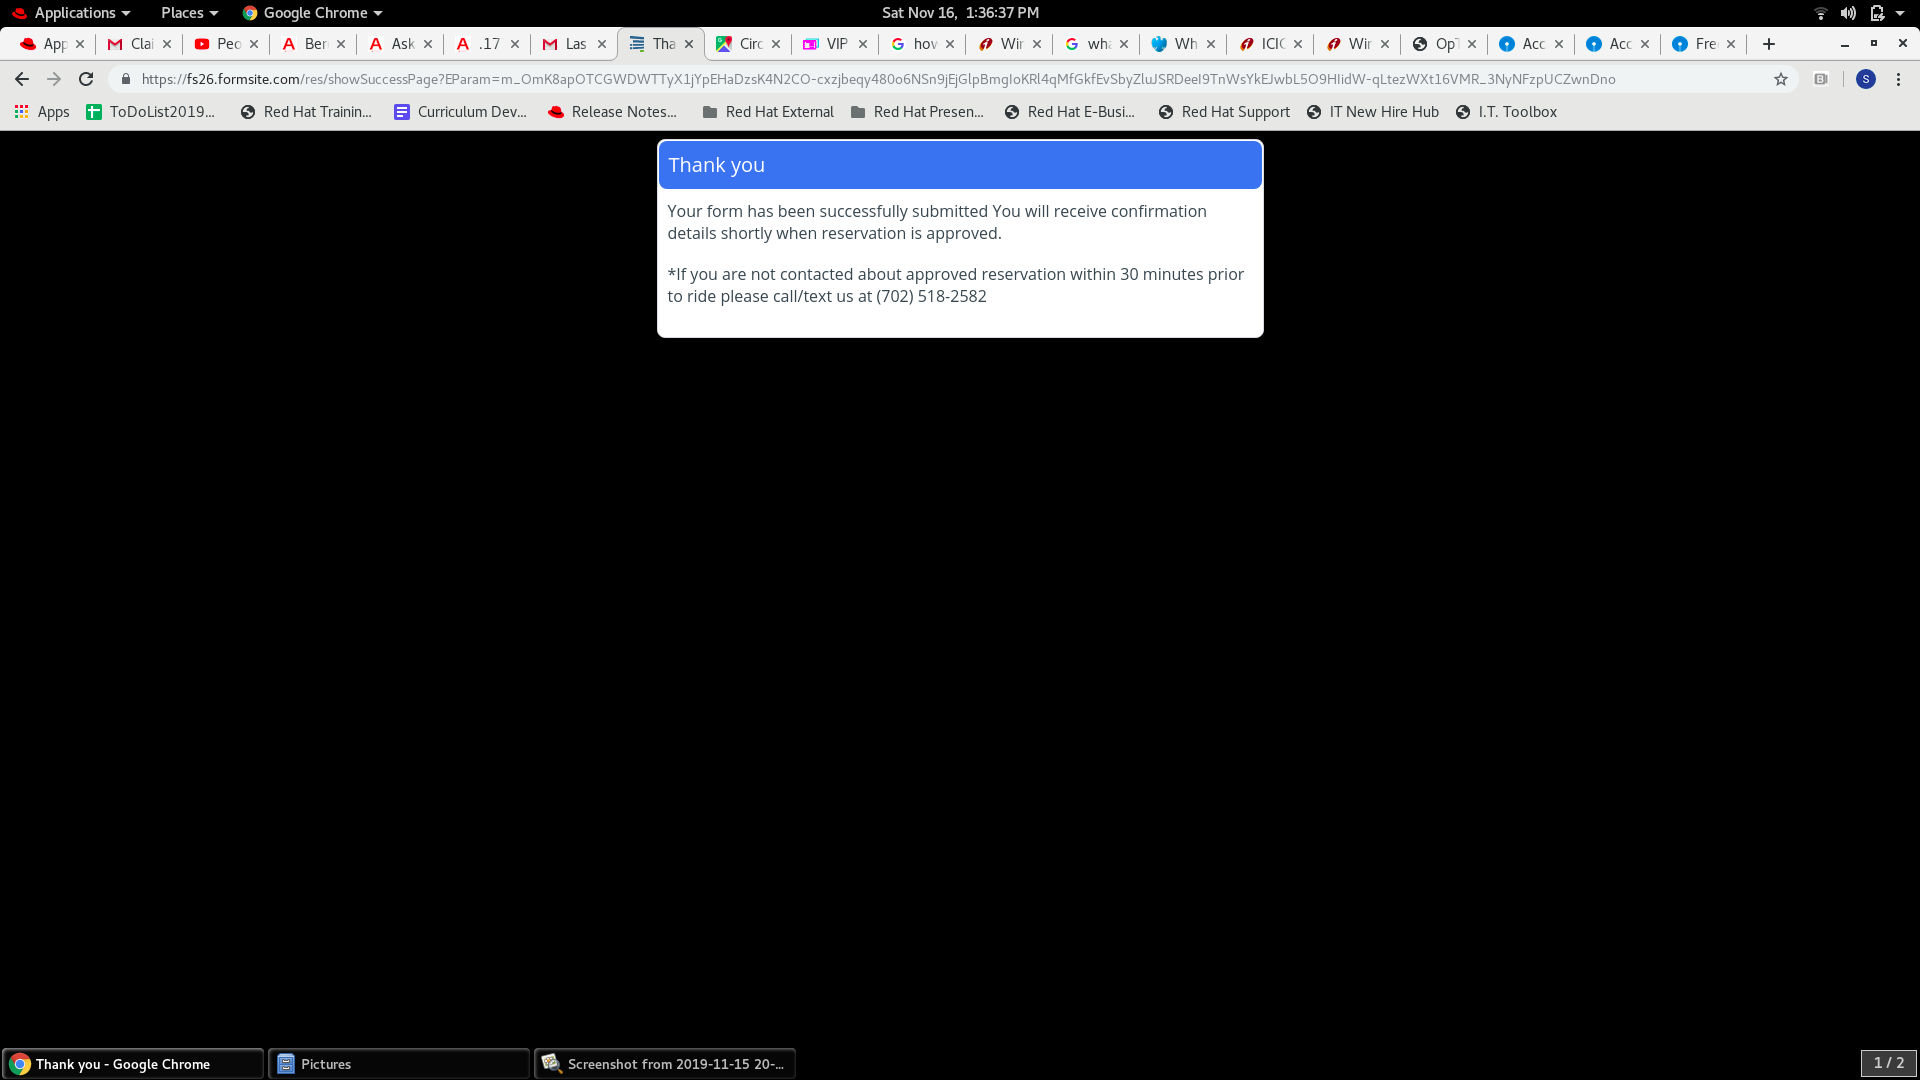 Applications Places Google Chrome Sat Nov 16, 1:36:37 PM
App Clai Peo Ber Ask .17 Las Tha Circ VIP how Wir wha Wh ICIC Wir OpT Acc Acc Fre
https://fs26.formsite.com/res/showSuccessPage?EParam=m_OmK8apOTCGWDWTTyX1jYpEHaDzsK4N2CO-cxzjbeqy480o6NSn9jEjGlpBmgIoKRl4qMfGkfEvSbyZluJSRDeeI9TnWsYkEJwbL5O9HIidW-qLtezWXt16VMR_3NyNFzpUCZwnDno S
Apps ToDoList2019... Red Hat Trainin... Curriculum Dev... Release Notes... Red Hat External Red Hat Presen... Red Hat E-Busi... Red Hat Support IT New Hire Hub I.T. Toolbox
Thank you
Your form has been successfully submitted You will receive confirmation
details shortly when reservation is approved.
*If you are not contacted about approved reservation within 30 minutes prior
to ride please call/text us at (702) 518-2582
Thank you - Google Chrome Pictures Screenshot from 2019-11-15 20-... 1 / 2